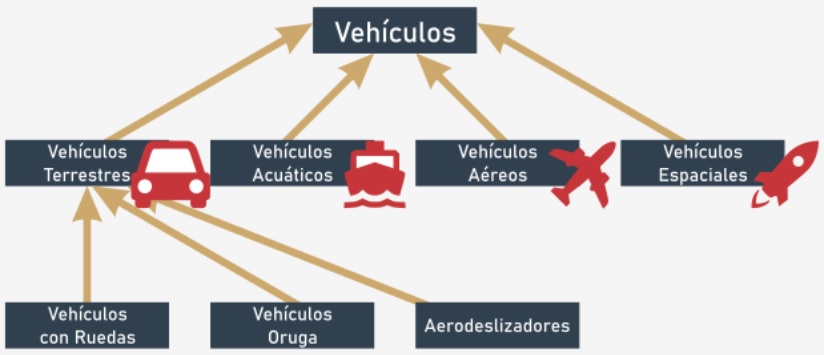 Vehículos
Vehículos
Terrestres
Vehículos
Acuáticos
Vehículos
Aéreos
Vehículos
Espaciales
Vehículos
con Ruedas
Vehículos
Oruga
Aerodeslizadores